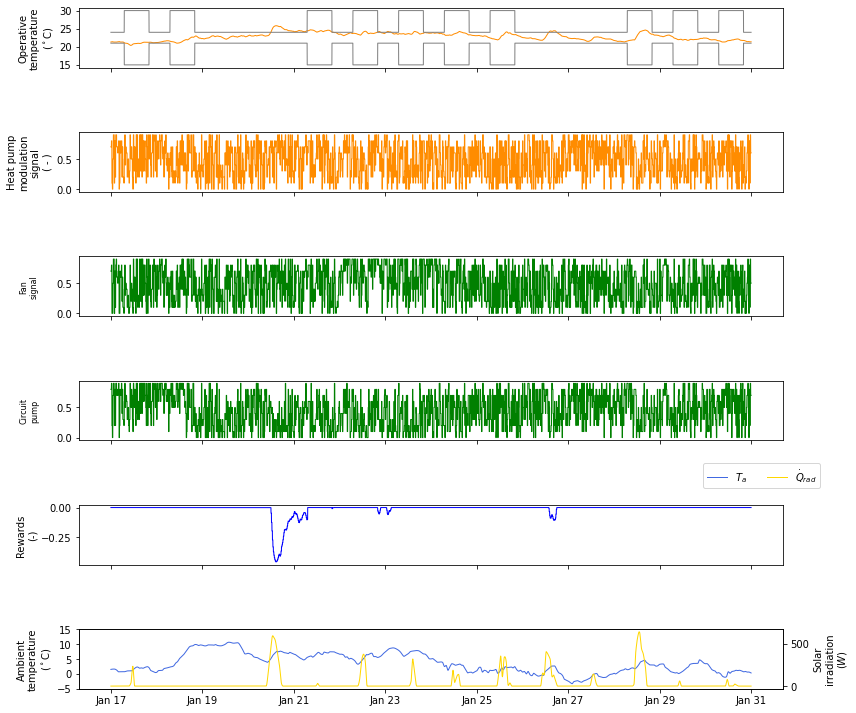 Operative
temperature
(°C)
30
25
20
15
Heat pump
modulation
signal
( - )
0.5
0.0
Fan
signal
0.5
0.0
Circuit
pump
0.5
0.0
T_a Q̇_rad
Rewards
(-)
0.00
−0.25
Ambient
temperature
(°C)
15
10
5
0
−5
500
0
Solar
irradiation
(W)
Jan 17 Jan 19 Jan 21 Jan 23 Jan 25 Jan 27 Jan 29 Jan 31